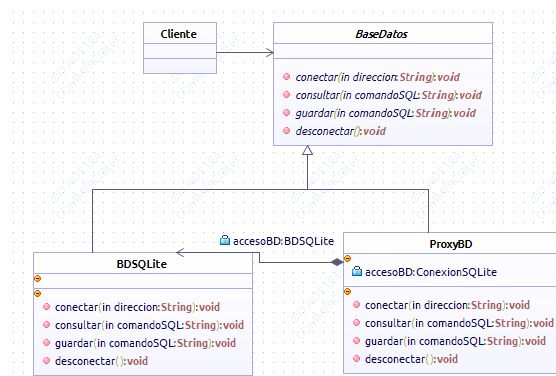 Cliente
BaseDatos
conectar(in direccion:String):void
consultar(in comandoSQL:String):void
guardar(in comandoSQL:String):void
desconectar():void
accesoBD:BDSQLite
BDSQLite
conectar(in direccion:String):void
consultar(in comandoSQL:String):void
guardar(in comandoSQL:String):void
desconectar():void
ProxyBD
accesoBD:ConexionSQLite
conectar(in direccion:String):void
consultar(in comandoSQL:String):void
guardar(in comandoSQL:String):void
desconectar():void